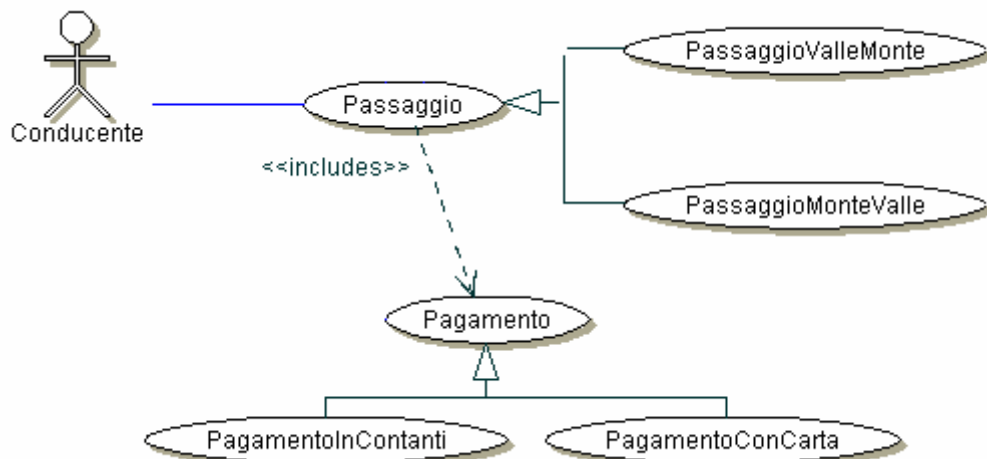 PassaggioValleMonte
Passaggio
Conducente
<<includes>>
PassaggioMonteValle
Pagamento
PagamentoInContanti
PagamentoConCarta